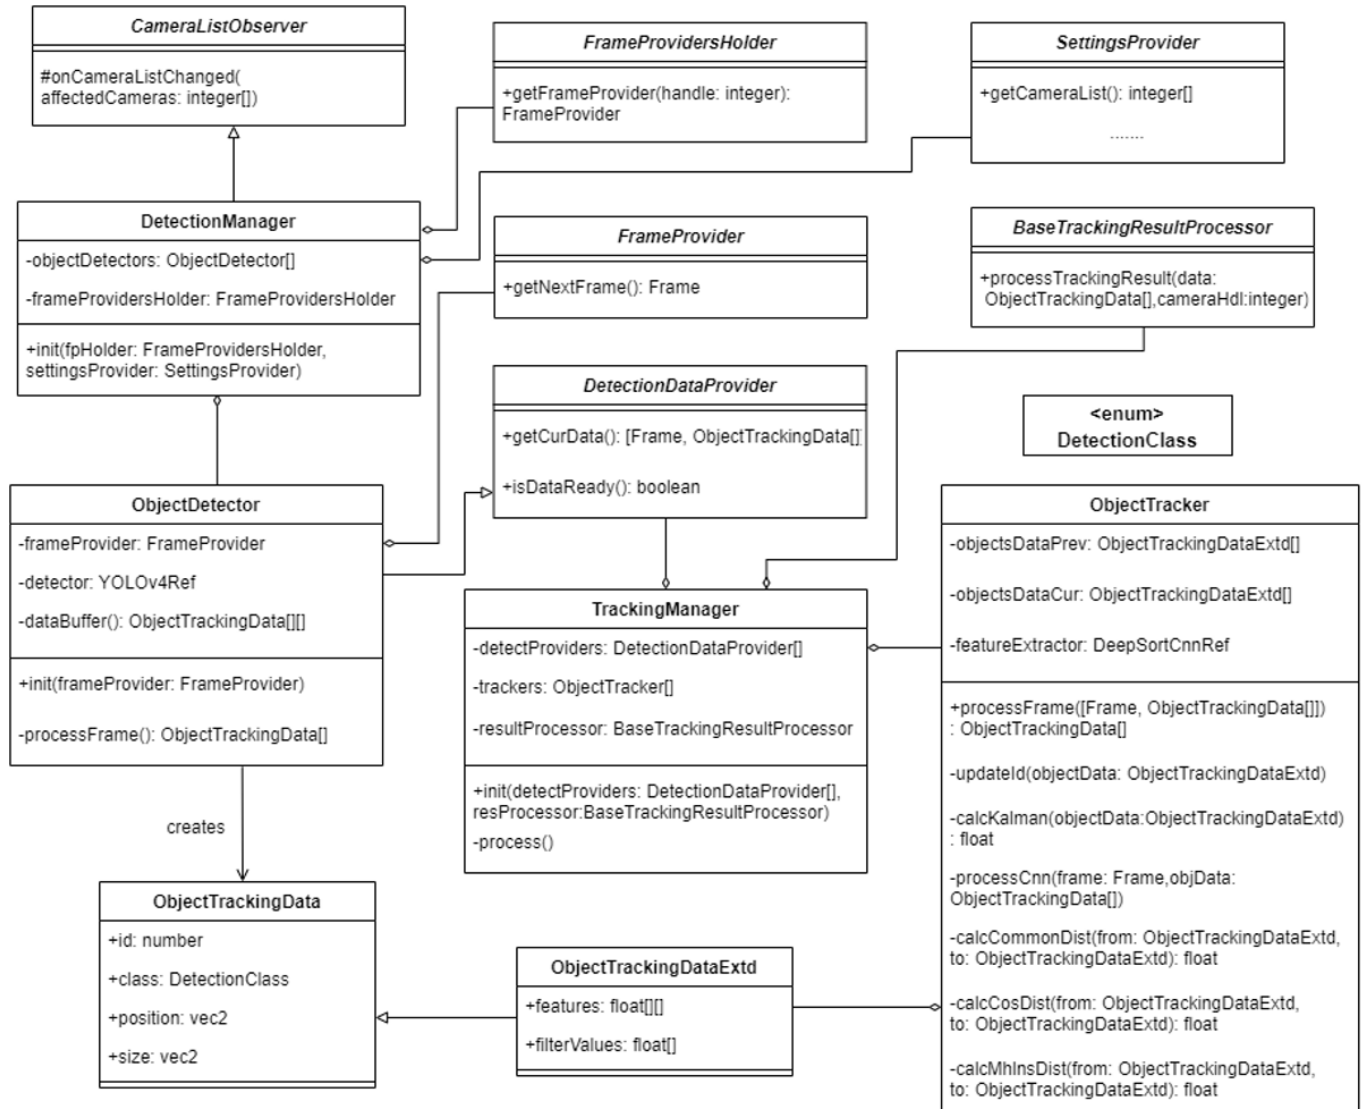 CameraListObserver
#onCameraListChanged(
affectedCameras: integer[])
FrameProvidersHolder
+getFrameProvider(handle: integer):
FrameProvider
SettingsProvider
+getCameraList(): integer[]
.......
DetectionManager
-objectDetectors: ObjectDetector[]
-frameProvidersHolder: FrameProvidersHolder
+init(fpHolder: FrameProvidersHolder,
settingsProvider: SettingsProvider)
FrameProvider
+getNextFrame(): Frame
BaseTrackingResultProcessor
+processTrackingResult(data:
ObjectTrackingData[],cameraHdl:integer)
DetectionDataProvider
+getCurData(): [Frame, ObjectTrackingData[]
+isDataReady(): boolean
<enum>
DetectionClass
ObjectDetector
-frameProvider: FrameProvider
-detector: YOLOv4Ref
-dataBuffer(): ObjectTrackingData[][]
+init(frameProvider: FrameProvider)
-processFrame(): ObjectTrackingData[]
TrackingManager
-detectProviders: DetectionDataProvider[]
-trackers: ObjectTracker[]
-resultProcessor: BaseTrackingResultProcessor
+init(detectProviders: DetectionDataProvider[],
resProcessor:BaseTrackingResultProcessor)
-process()
ObjectTracker
-objectsDataPrev: ObjectTrackingDataExtd[]
-objectsDataCur: ObjectTrackingDataExtd[]
-featureExtractor: DeepSortCnnRef
+processFrame([Frame, ObjectTrackingData[]])
: ObjectTrackingData[]
-updateId(objectData: ObjectTrackingDataExtd)
-calcKalman(objectData:ObjectTrackingDataExtd)
: float
-processCnn(frame: Frame,objData:
ObjectTrackingData[])
-calcCommonDist(from: ObjectTrackingDataExtd,
to: ObjectTrackingDataExtd): float
-calcCosDist(from: ObjectTrackingDataExtd,
to: ObjectTrackingDataExtd): float
-calcMhlnsDist(from: ObjectTrackingDataExtd,
to: ObjectTrackingDataExtd): float
creates
ObjectTrackingData
+id: number
+class: DetectionClass
+position: vec2
+size: vec2
ObjectTrackingDataExtd
+features: float[][]
+filterValues: float[]